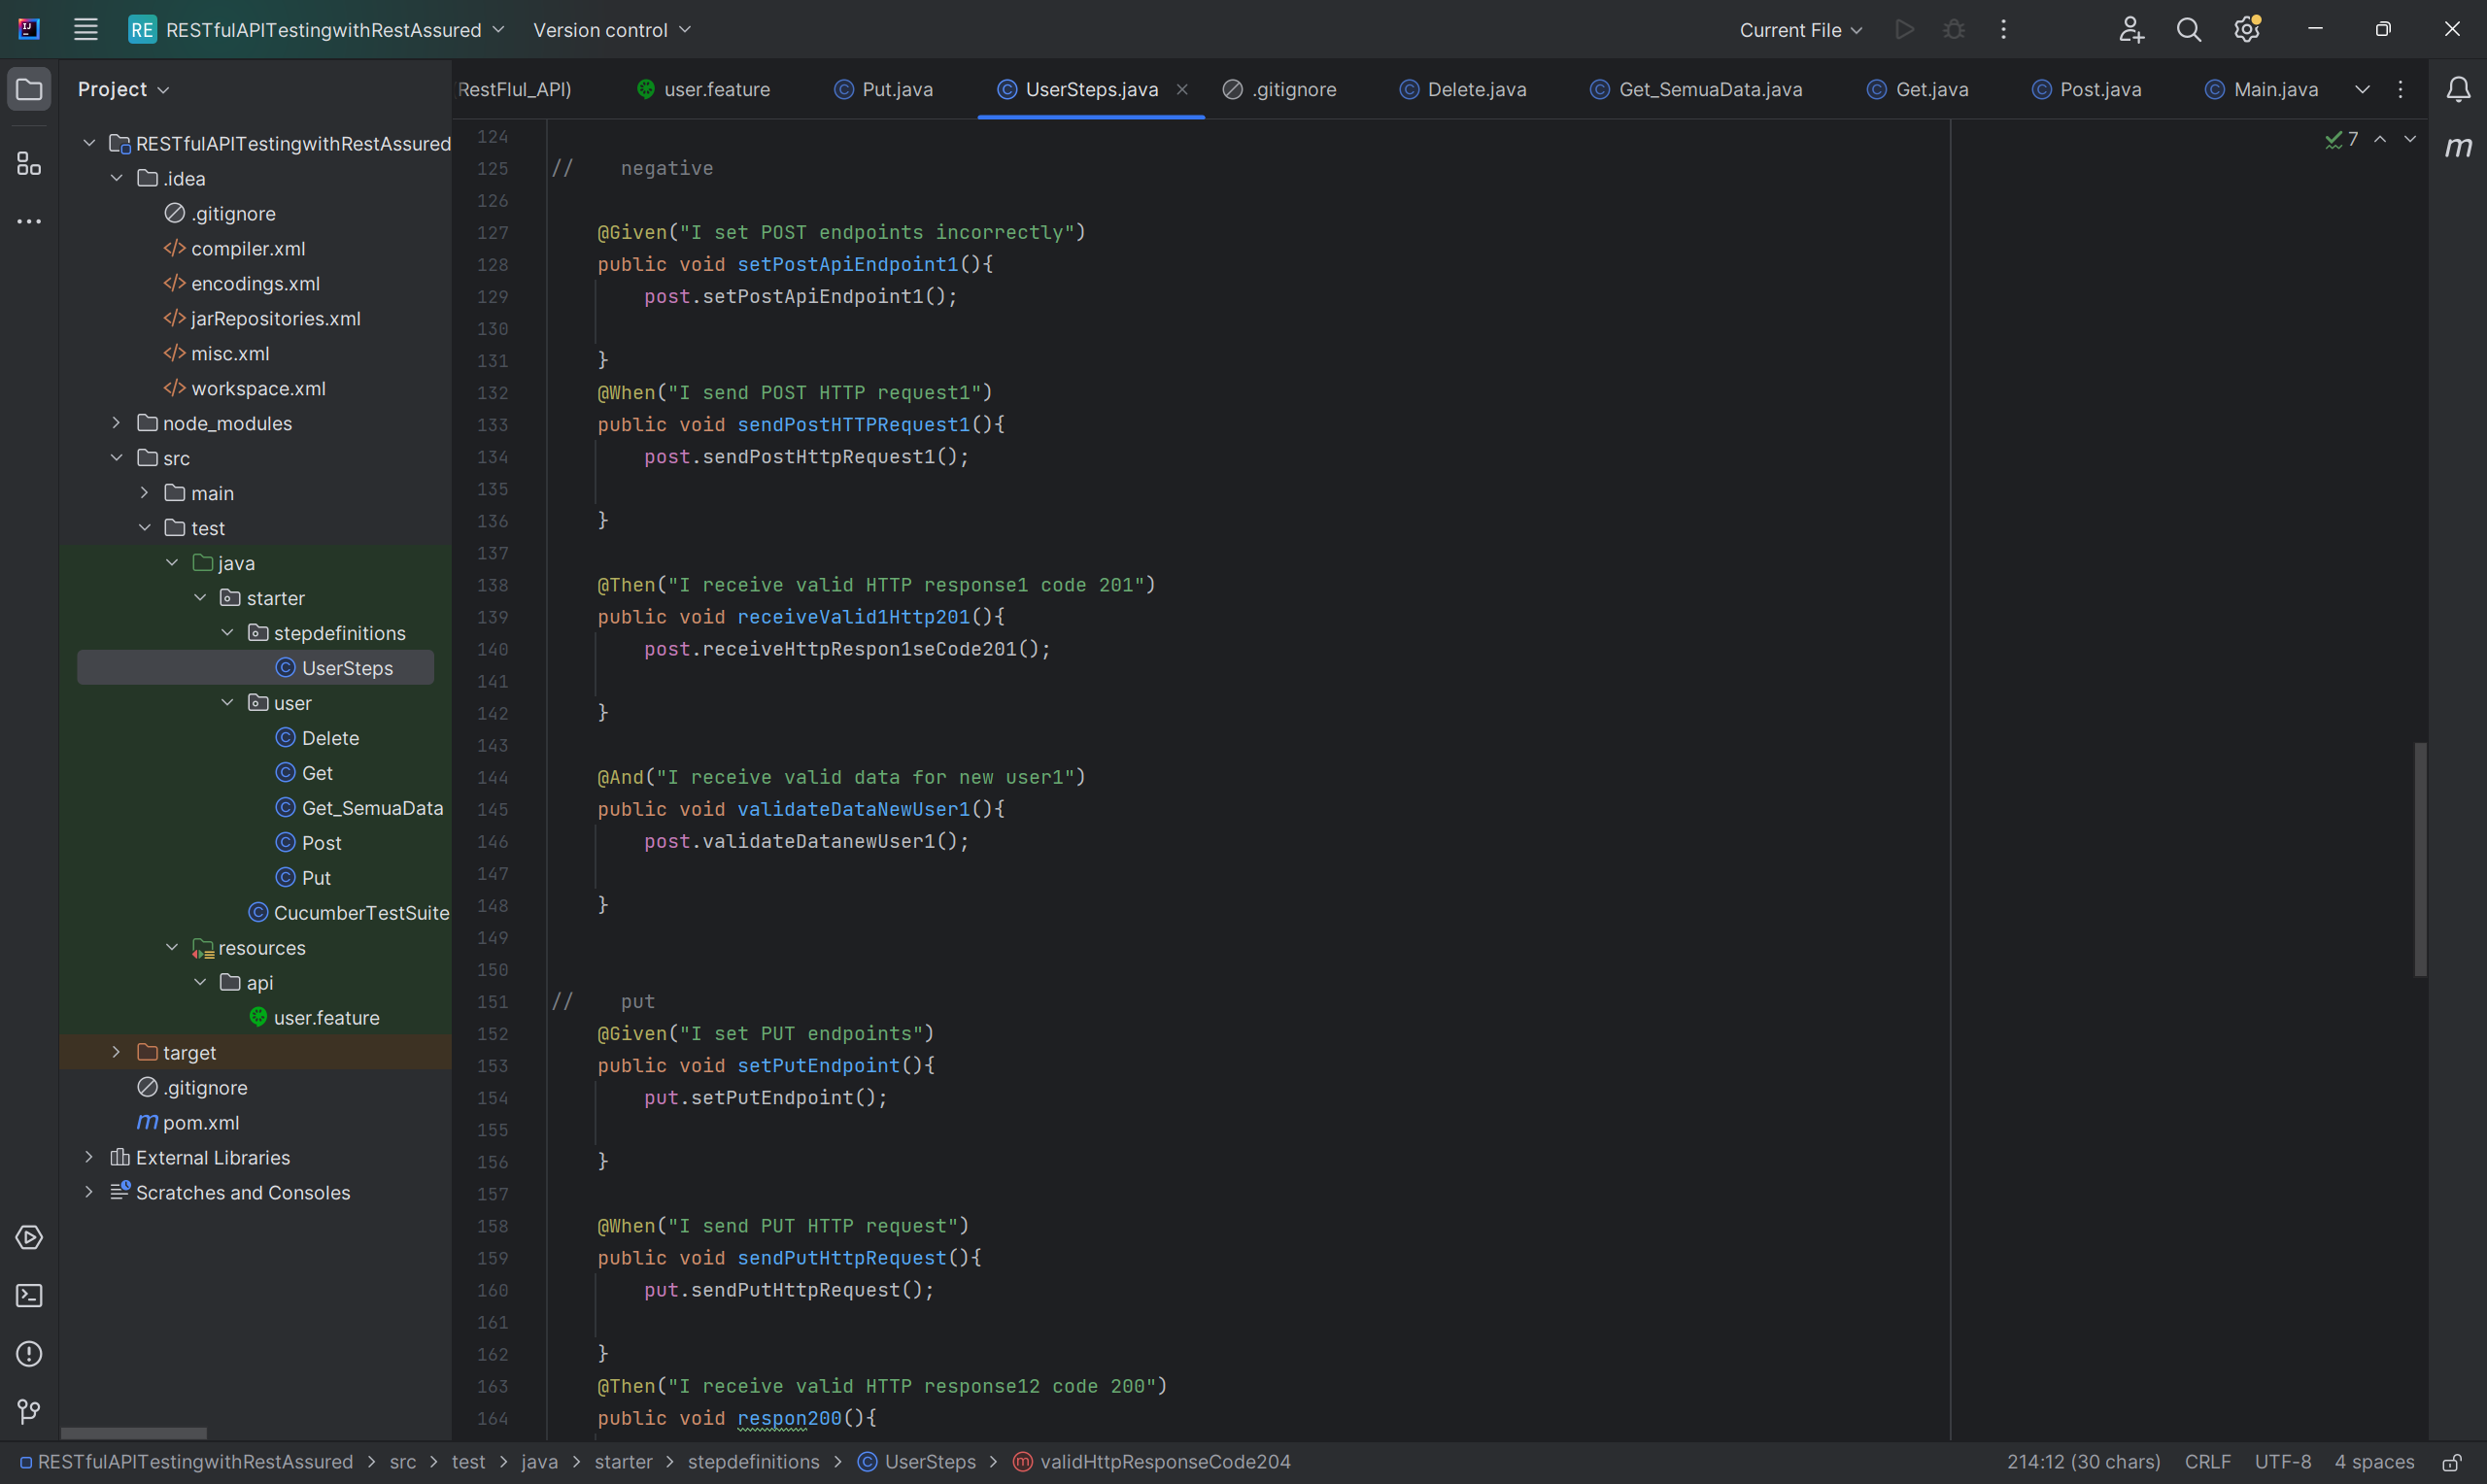 RE RESTfulAPITestingwithRestAssured Version control Current File
Project
RESTfulAPITestingwithRestAssured
.idea
.gitignore
compiler.xml
encodings.xml
jarRepositories.xml
misc.xml
workspace.xml
node_modules
src
main
test
java
starter
stepdefinitions
UserSteps
user
Delete
Get
Get_SemuaData
Post
Put
CucumberTestSuite
resources
api
user.feature
target
.gitignore
m pom.xml
External Libraries
Scratches and Consoles
RestFlul_API) user.feature Put.java UserSteps.java .gitignore Delete.java Get_SemuaData.java Get.java Post.java Main.java
7
m
124
125 //    negative
126
127 @Given("I set POST endpoints incorrectly")
128 public void setPostApiEndpoint1(){
129 post.setPostApiEndpoint1();
130
131 }
132 @When("I send POST HTTP request1")
133 public void sendPostHTTPRequest1(){
134 post.sendPostHttpRequest1();
135
136 }
137
138 @Then("I receive valid HTTP response1 code 201")
139 public void receiveValid1Http201(){
140 post.receiveHttpRespon1seCode201();
141
142 }
143
144 @And("I receive valid data for new user1")
145 public void validateDataNewUser1(){
146 post.validateDatanewUser1();
147
148 }
149
150
151 //    put
152 @Given("I set PUT endpoints")
153 public void setPutEndpoint(){
154 put.setPutEndpoint();
155
156 }
157
158 @When("I send PUT HTTP request")
159 public void sendPutHttpRequest(){
160 put.sendPutHttpRequest();
161
162 }
163 @Then("I receive valid HTTP response12 code 200")
164 public void respon200(){
RESTfulAPITestingwithRestAssured > src > test > java > starter > stepdefinitions > UserSteps > validHttpResponseCode204 214:12 (30 chars) CRLF UTF-8 4 spaces